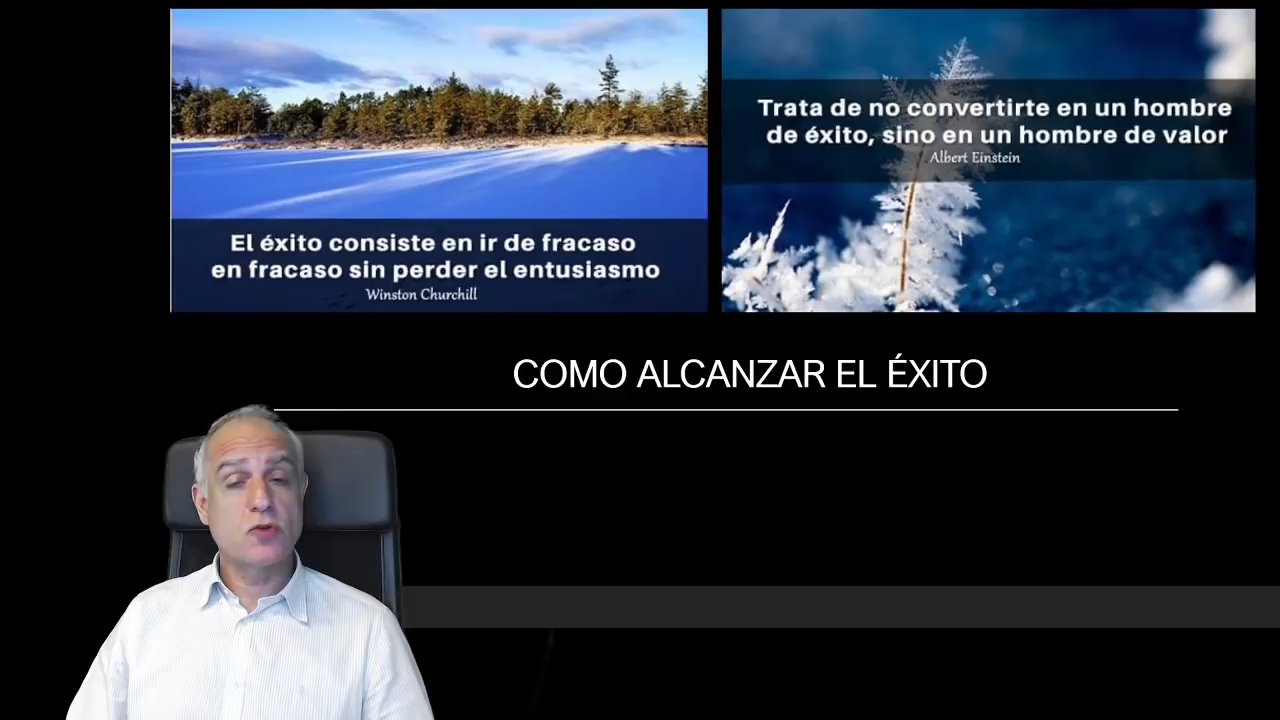 El éxito consiste en ir de fracaso
en fracaso sin perder el entusiasmo
Winston Churchill
Trata de no convertirte en un hombre
de éxito, sino en un hombre de valor
Albert Einstein
COMO ALCANZAR EL ÉXITO